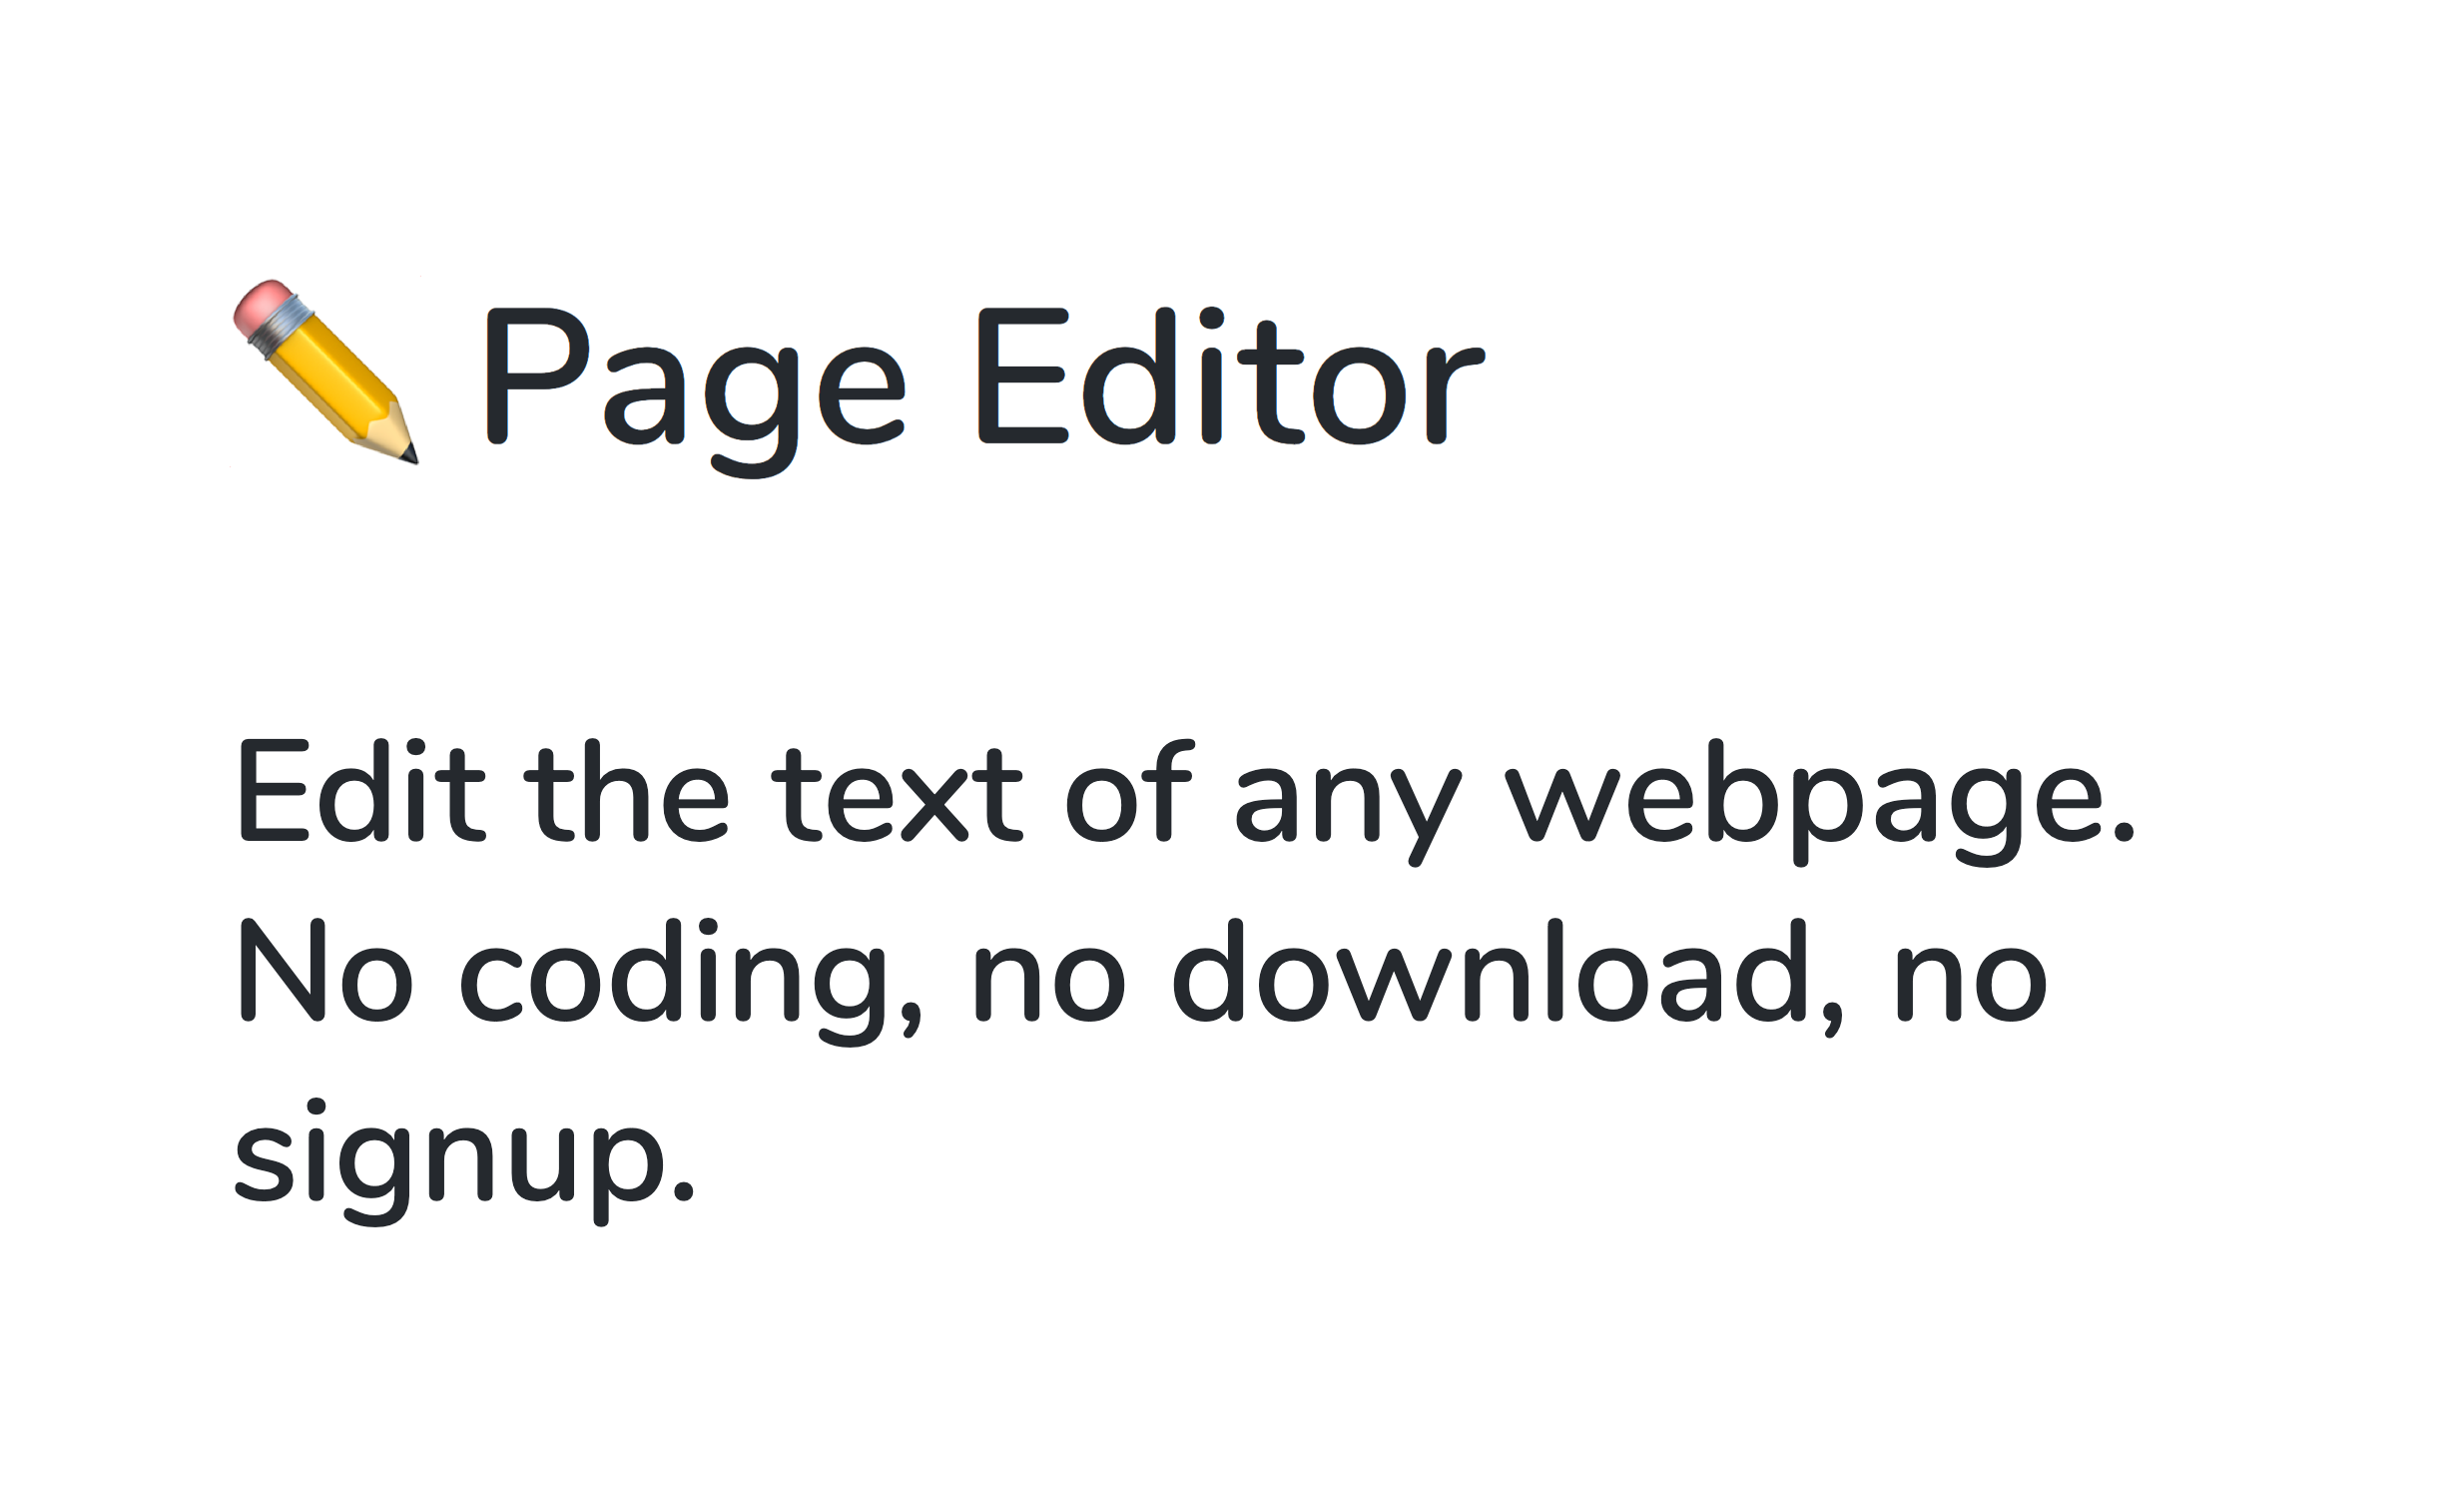 Page Editor
Edit the text of any webpage.
No coding, no download, no
signup.